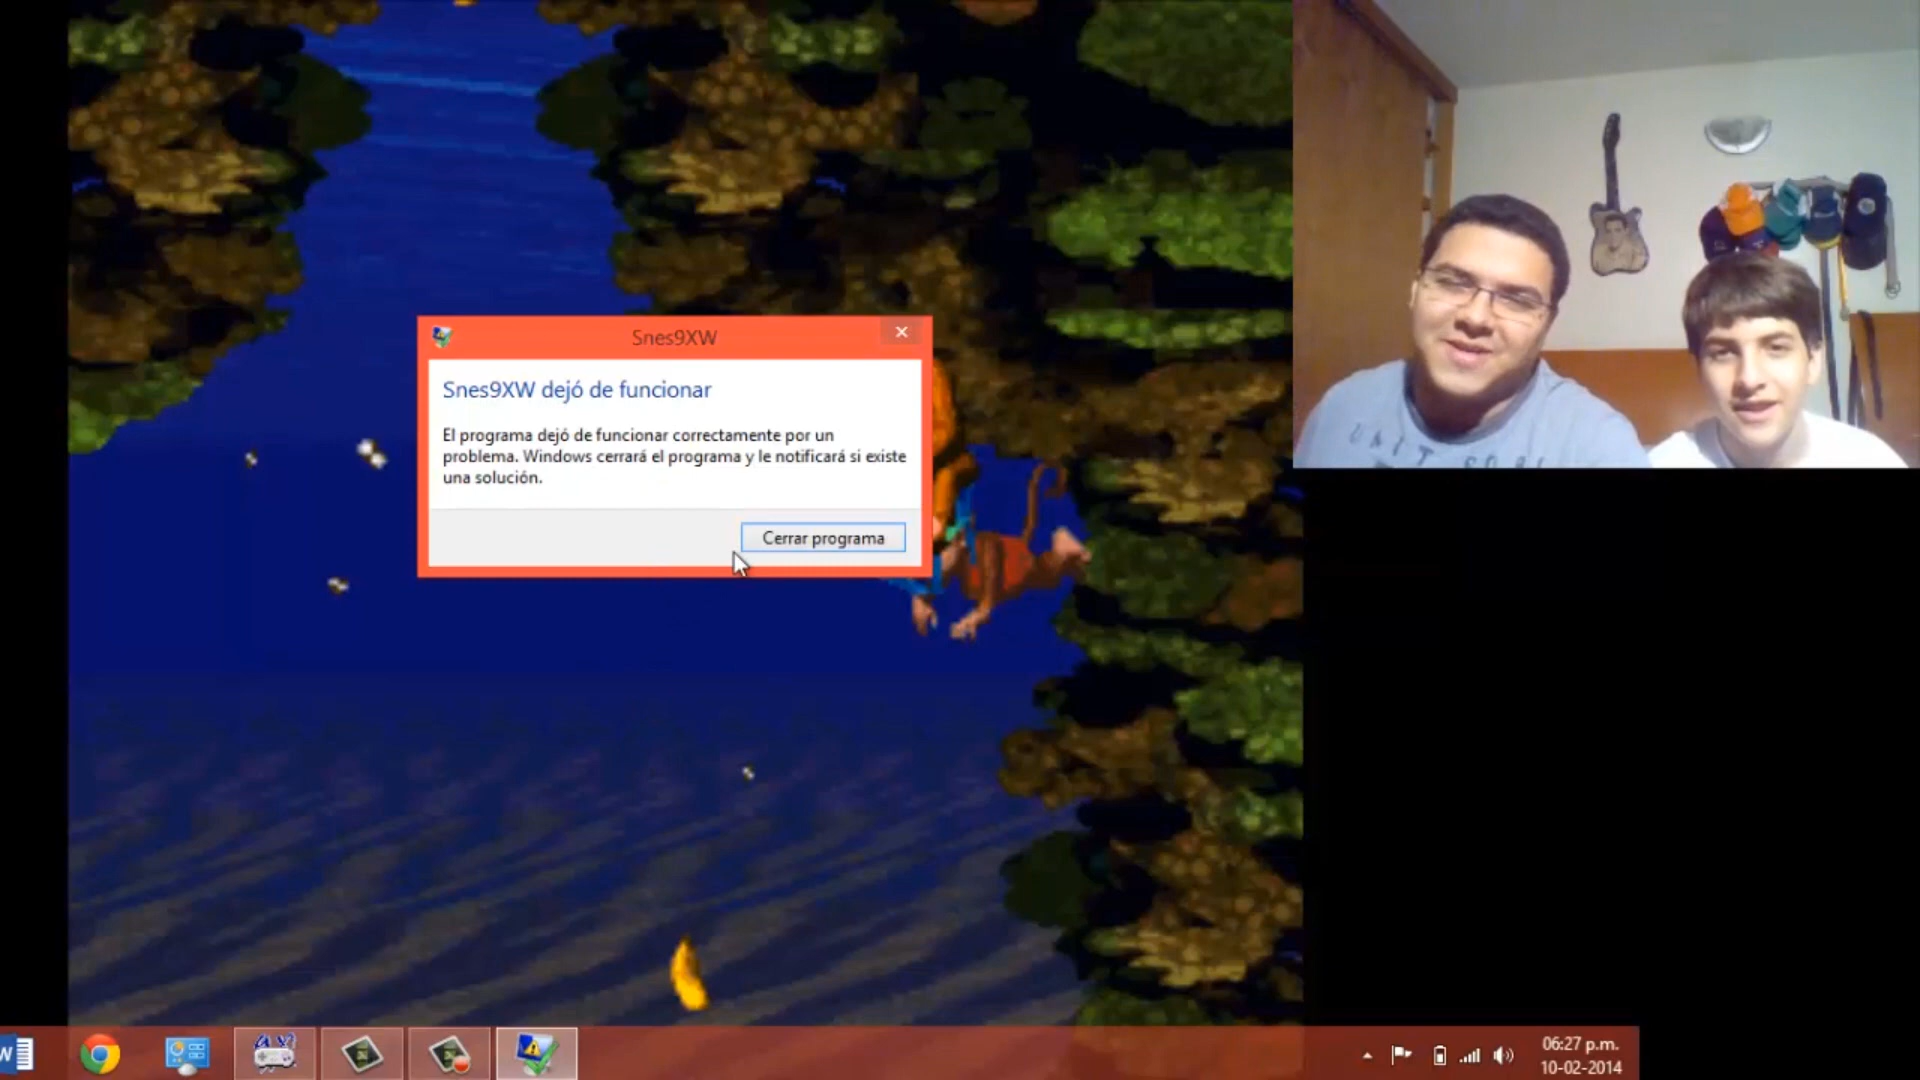 Snes9XW
Snes9XW dejó de funcionar
El programa dejó de funcionar correctamente por un
problema. Windows cerrará el programa y le notificará si existe
una solución.
Cerrar programa
06:27 p.m.
10-02-2014